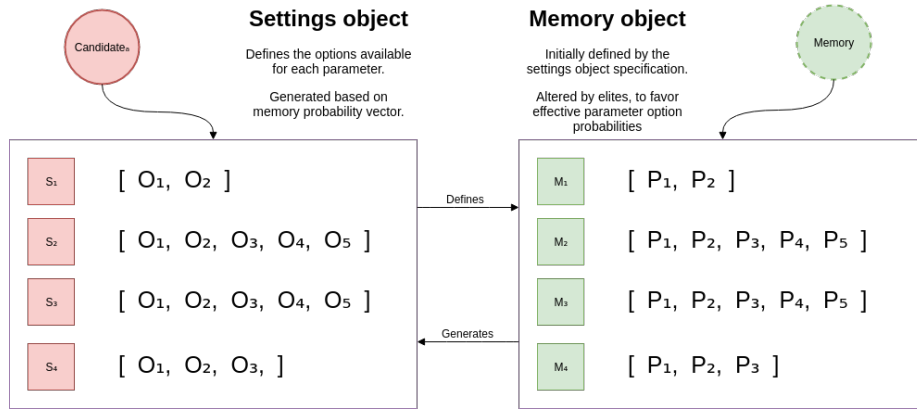 Settings object
Memory object
Candidateₐ
Memory
Defines the options available
for each parameter.
Generated based on
memory probability vector.
Initially defined by the
settings object specification.
Altered by elites, to favor
effective parameter option
probabilities
S₁ [ O₁, O₂ ]
S₂ [ O₁, O₂, O₃, O₄, O₅ ]
S₃ [ O₁, O₂, O₃, O₄, O₅ ]
S₄ [ O₁, O₂, O₃, ]
Defines
Generates
M₁ [ P₁, P₂ ]
M₂ [ P₁, P₂, P₃, P₄, P₅ ]
M₃ [ P₁, P₂, P₃, P₄, P₅ ]
M₄ [ P₁, P₂, P₃ ]